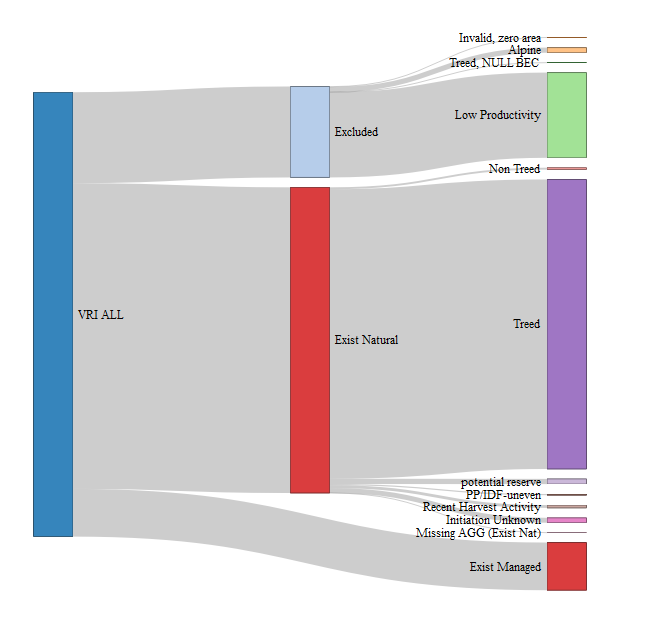 Invalid, zero area
Alpine
Treed, NULL BEC
Low Productivity
Excluded
Non Treed
VRI ALL
Treed
Exist Natural
potential reserve
PP/IDF-uneven
Recent Harvest Activity
Initiation Unknown
Missing AGG (Exist Nat)
Exist Managed